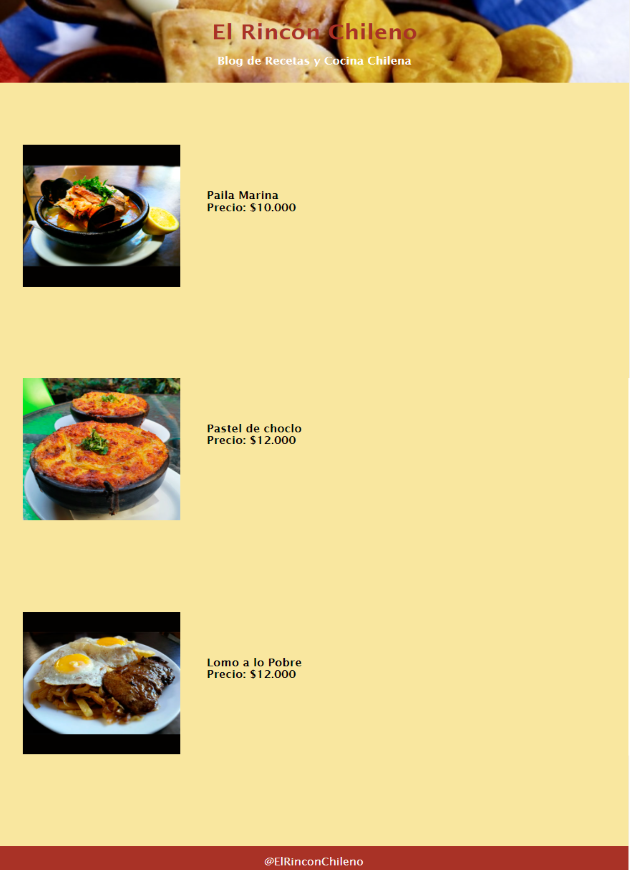 El Rincón Chileno
Blog de Recetas y Cocina Chilena
Paila Marina
Precio: $10.000
Pastel de choclo
Precio: $12.000
Lomo a lo Pobre
Precio: $12.000
@ElRinconChileno